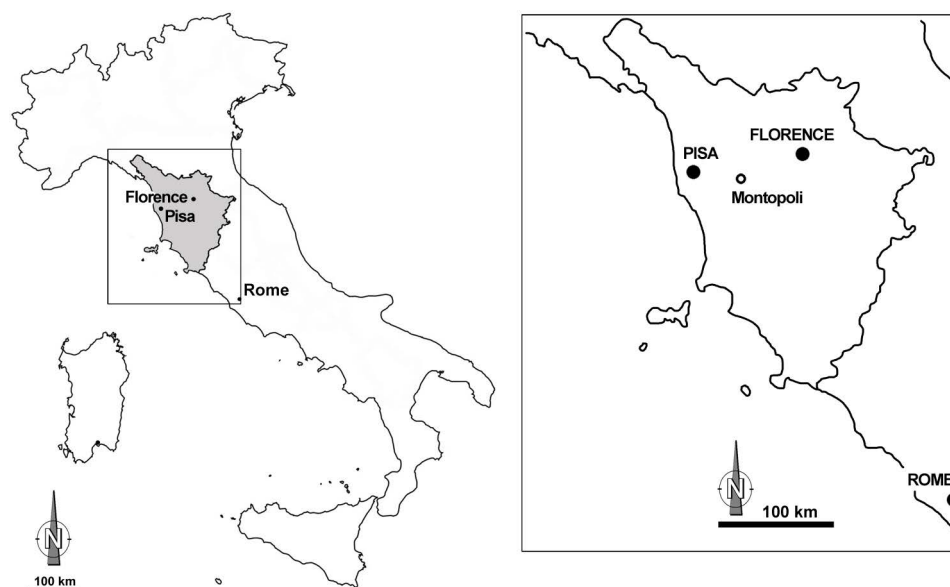 Florence
Pisa
Rome
N
100 km
FLORENCE
PISA
Montopoli
ROME
N
100 km